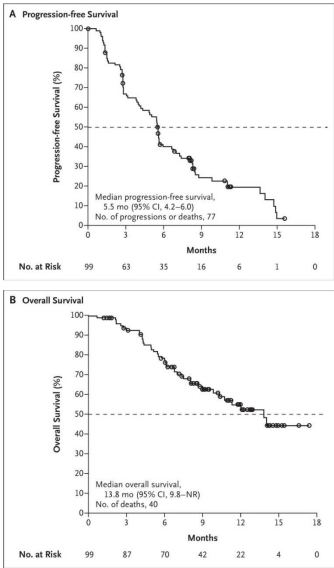 A Progression-free Survival
Progression-free Survival (%)
100
90
80
70
60
50
40
30
20
10
0
Median progression-free survival,
5.5 mo (95% CI, 4.2–6.0)
No. of progressions or deaths, 77
0 3 6 9 12 15 18
Months
No. at Risk 99 63 35 16 6 1 0
B Overall Survival
Overall Survival (%)
100
90
80
70
60
50
40
30
20
10
0
Median overall survival,
13.8 mo (95% CI, 9.8–NR)
No. of deaths, 40
0 3 6 9 12 15 18
Months
No. at Risk 99 87 70 42 22 4 0